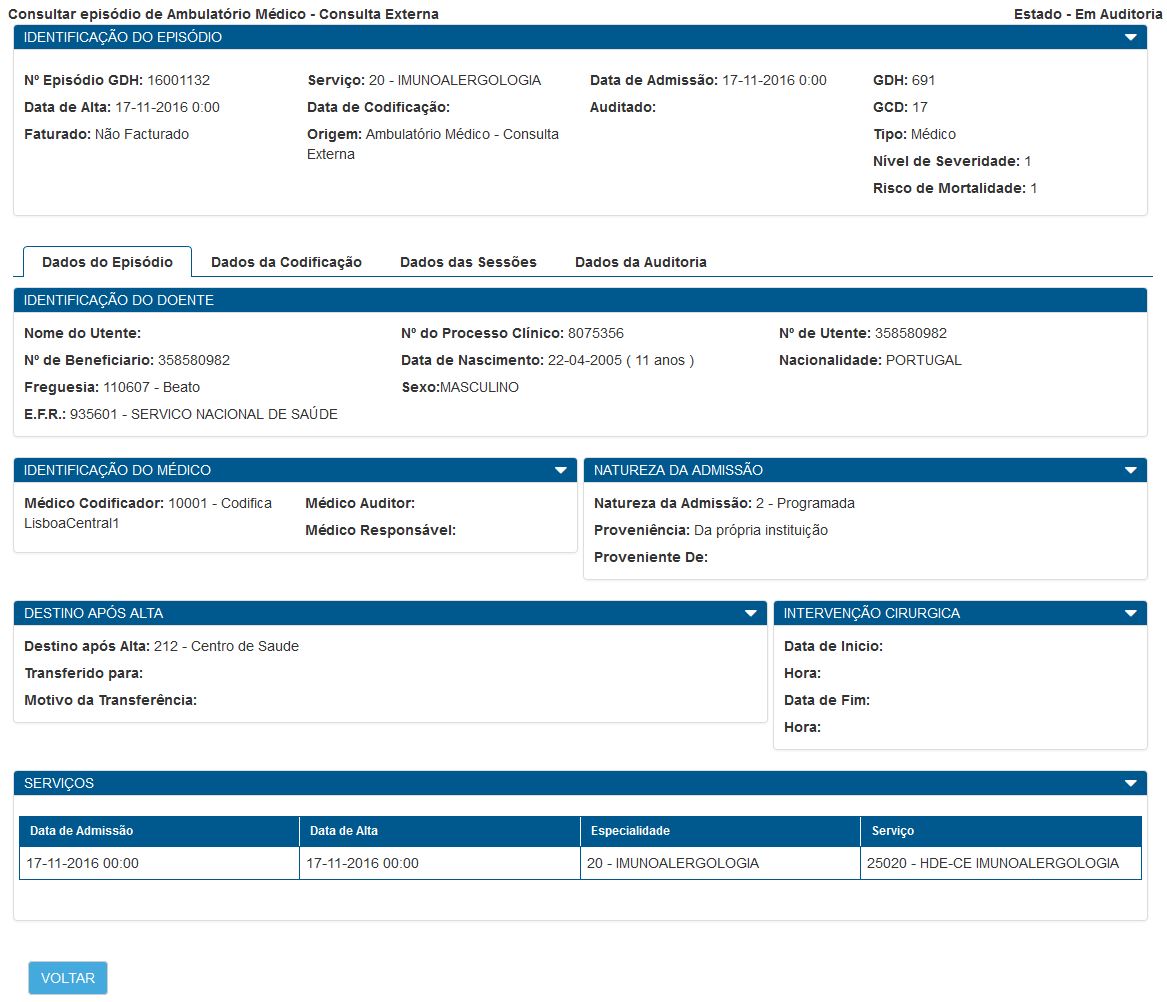 Consultar episódio de Ambulatório Médico - Consulta Externa
Estado - Em Auditoria
IDENTIFICAÇÃO DO EPISÓDIO
Nº Episódio GDH: 16001132
Serviço: 20 - IMUNOALERGOLOGIA
Data de Admissão: 17-11-2016 0:00
GDH: 691
Data de Alta: 17-11-2016 0:00
Data de Codificação:
Auditado:
GCD: 17
Faturado: Não Facturado
Origem: Ambulatório Médico - Consulta
Externa
Tipo: Médico
Nível de Severidade: 1
Risco de Mortalidade: 1
Dados do Episódio
Dados da Codificação
Dados das Sessões
Dados da Auditoria
IDENTIFICAÇÃO DO DOENTE
Nome do Utente:
Nº do Processo Clínico: 8075356
Nº de Utente: 358580982
Nº de Beneficiario: 358580982
Data de Nascimento: 22-04-2005 ( 11 anos )
Nacionalidade: PORTUGAL
Freguesia: 110607 - Beato
Sexo:MASCULINO
E.F.R.: 935601 - SERVICO NACIONAL DE SAÚDE
IDENTIFICAÇÃO DO MÉDICO
Médico Codificador: 10001 - Codifica
LisboaCentral1
Médico Auditor:
Médico Responsável:
NATUREZA DA ADMISSÃO
Natureza da Admissão: 2 - Programada
Proveniência: Da própria instituição
Proveniente De:
DESTINO APÓS ALTA
Destino após Alta: 212 - Centro de Saude
Transferido para:
Motivo da Transferência:
INTERVENÇÃO CIRURGICA
Data de Inicio:
Hora:
Data de Fim:
Hora:
SERVIÇOS
Data de Admissão
Data de Alta
Especialidade
Serviço
17-11-2016 00:00
17-11-2016 00:00
20 - IMUNOALERGOLOGIA
25020 - HDE-CE IMUNOALERGOLOGIA
VOLTAR